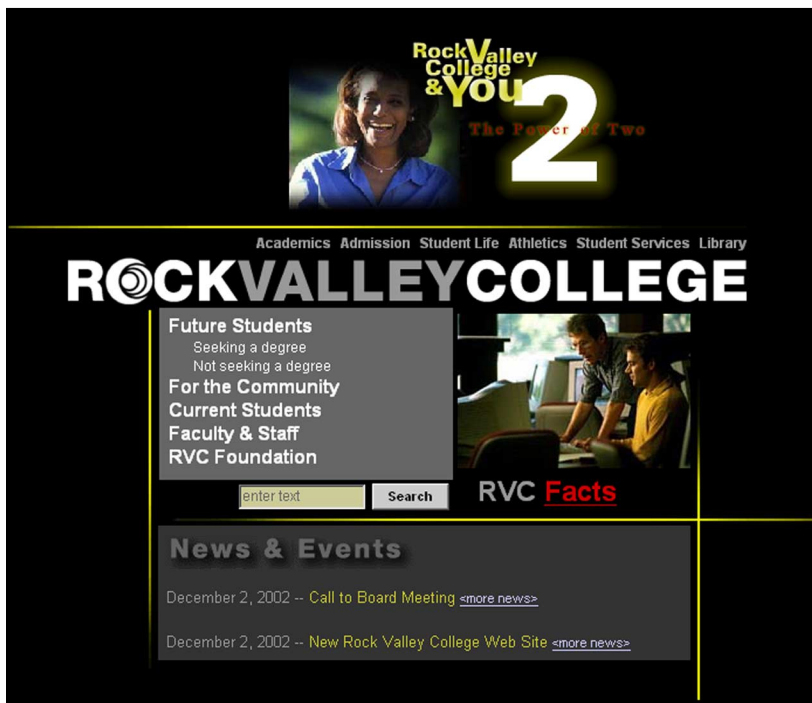 Rock Valley
College
& You
2
The Power of Two
Academics Admission Student Life Athletics Student Services Library
ROCKVALLEYCOLLEGE
Future Students
Seeking a degree
Not seeking a degree
For the Community
Current Students
Faculty & Staff
RVC Foundation
enter text Search
RVC Facts
News & Events
December 2, 2002 -- Call to Board Meeting <more news>
December 2, 2002 -- New Rock Valley College Web Site <more news>